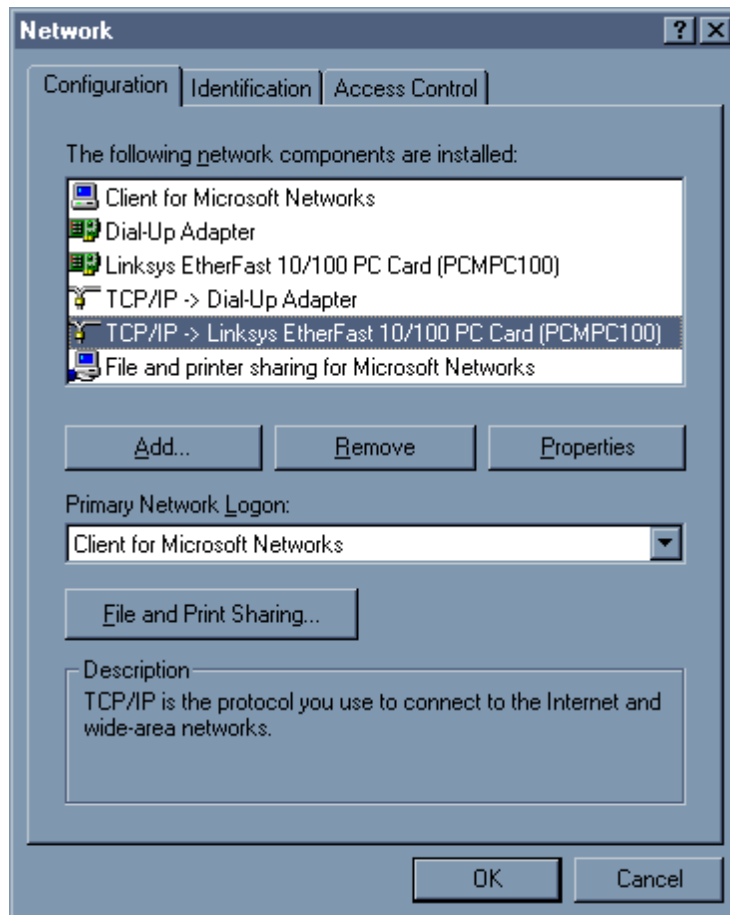 Network
Configuration
Identification
Access Control
The following network components are installed:
Client for Microsoft Networks
Dial-Up Adapter
Linksys EtherFast 10/100 PC Card (PCMPC100)
TCP/IP -> Dial-Up Adapter
TCP/IP -> Linksys EtherFast 10/100 PC Card (PCMPC100)
File and printer sharing for Microsoft Networks
Add...
Remove
Properties
Primary Network Logon:
Client for Microsoft Networks
File and Print Sharing...
Description
TCP/IP is the protocol you use to connect to the Internet and
wide-area networks.
OK
Cancel